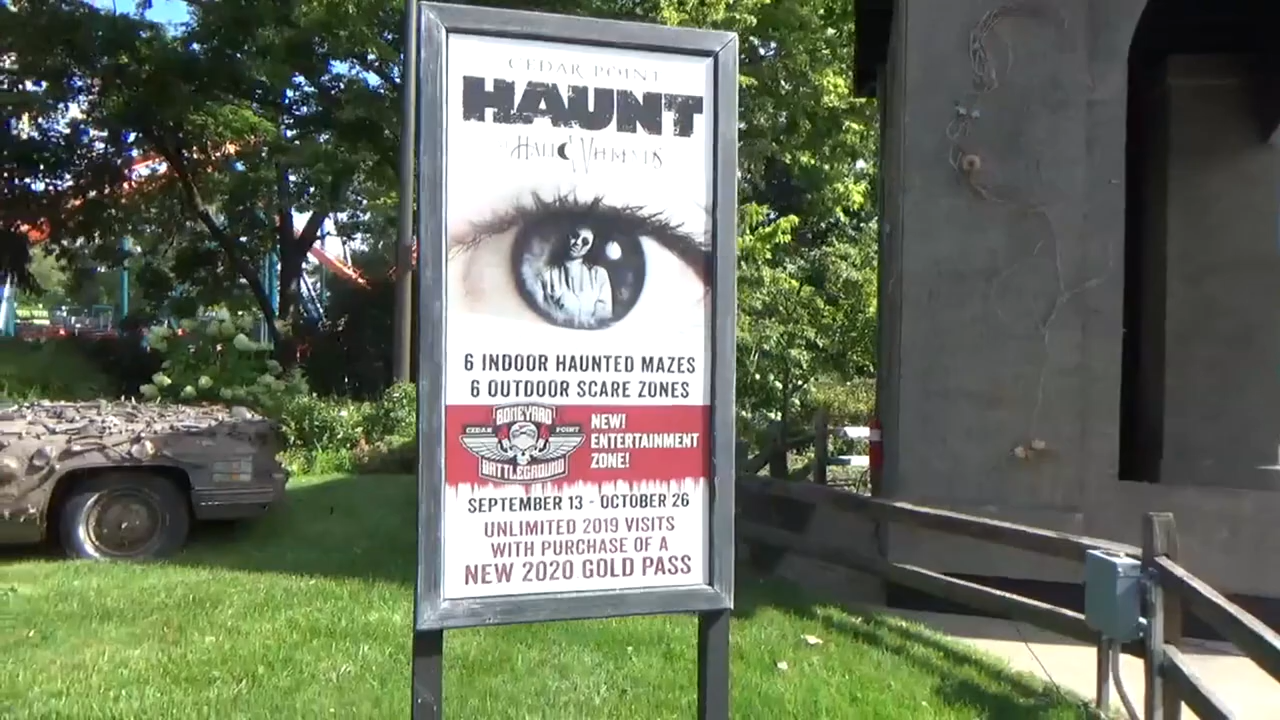 CEDAR POINT
HAUNT
HALLOWEEKENDS
6 INDOOR HAUNTED MAZES
6 OUTDOOR SCARE ZONES
BONEYARD
CEDAR POINT
BATTLEGROUND
NEW!
ENTERTAINMENT
ZONE!
SEPTEMBER 13 - OCTOBER 26
UNLIMITED 2019 VISITS
WITH PURCHASE OF A
NEW 2020 GOLD PASS